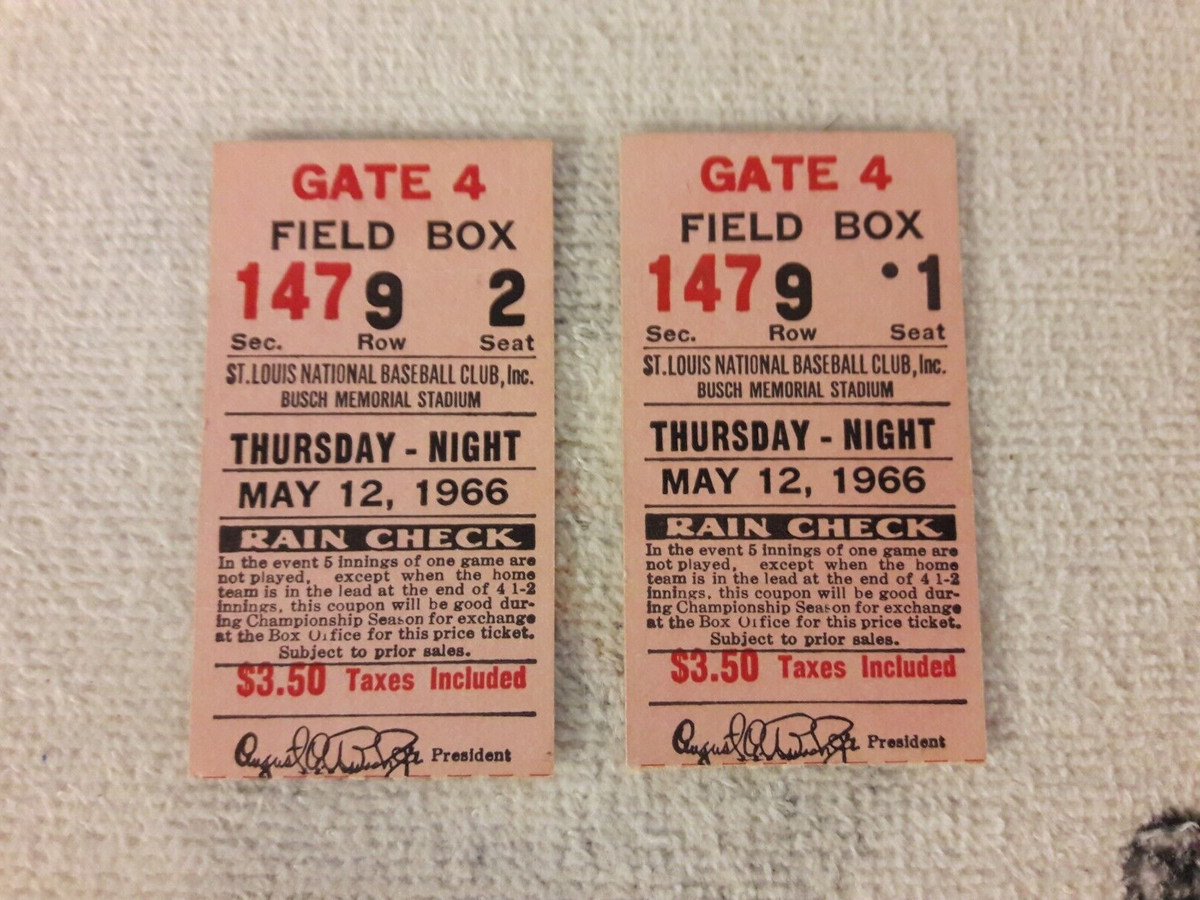 GATE 4
FIELD BOX
147 9 2
Sec. Row Seat
ST. LOUIS NATIONAL BASEBALL CLUB, Inc.
BUSCH MEMORIAL STADIUM
THURSDAY - NIGHT
MAY 12, 1966
RAIN CHECK
In the event 5 innings of one game are
not played, except when the home
team is in the lead at the end of 4 1-2
innings, this coupon will be good dur-
ing Championship Season for exchange
at the Box Office for this price ticket.
Subject to prior sales.
$3.50 Taxes Included
August A. Busch Jr. President
GATE 4
FIELD BOX
147 9 1
Sec. Row Seat
ST. LOUIS NATIONAL BASEBALL CLUB, Inc.
BUSCH MEMORIAL STADIUM
THURSDAY - NIGHT
MAY 12, 1966
RAIN CHECK
In the event 5 innings of one game are
not played, except when the home
team is in the lead at the end of 4 1-2
innings, this coupon will be good dur-
ing Championship Season for exchange
at the Box Office for this price ticket.
Subject to prior sales.
$3.50 Taxes Included
August A. Busch Jr. President